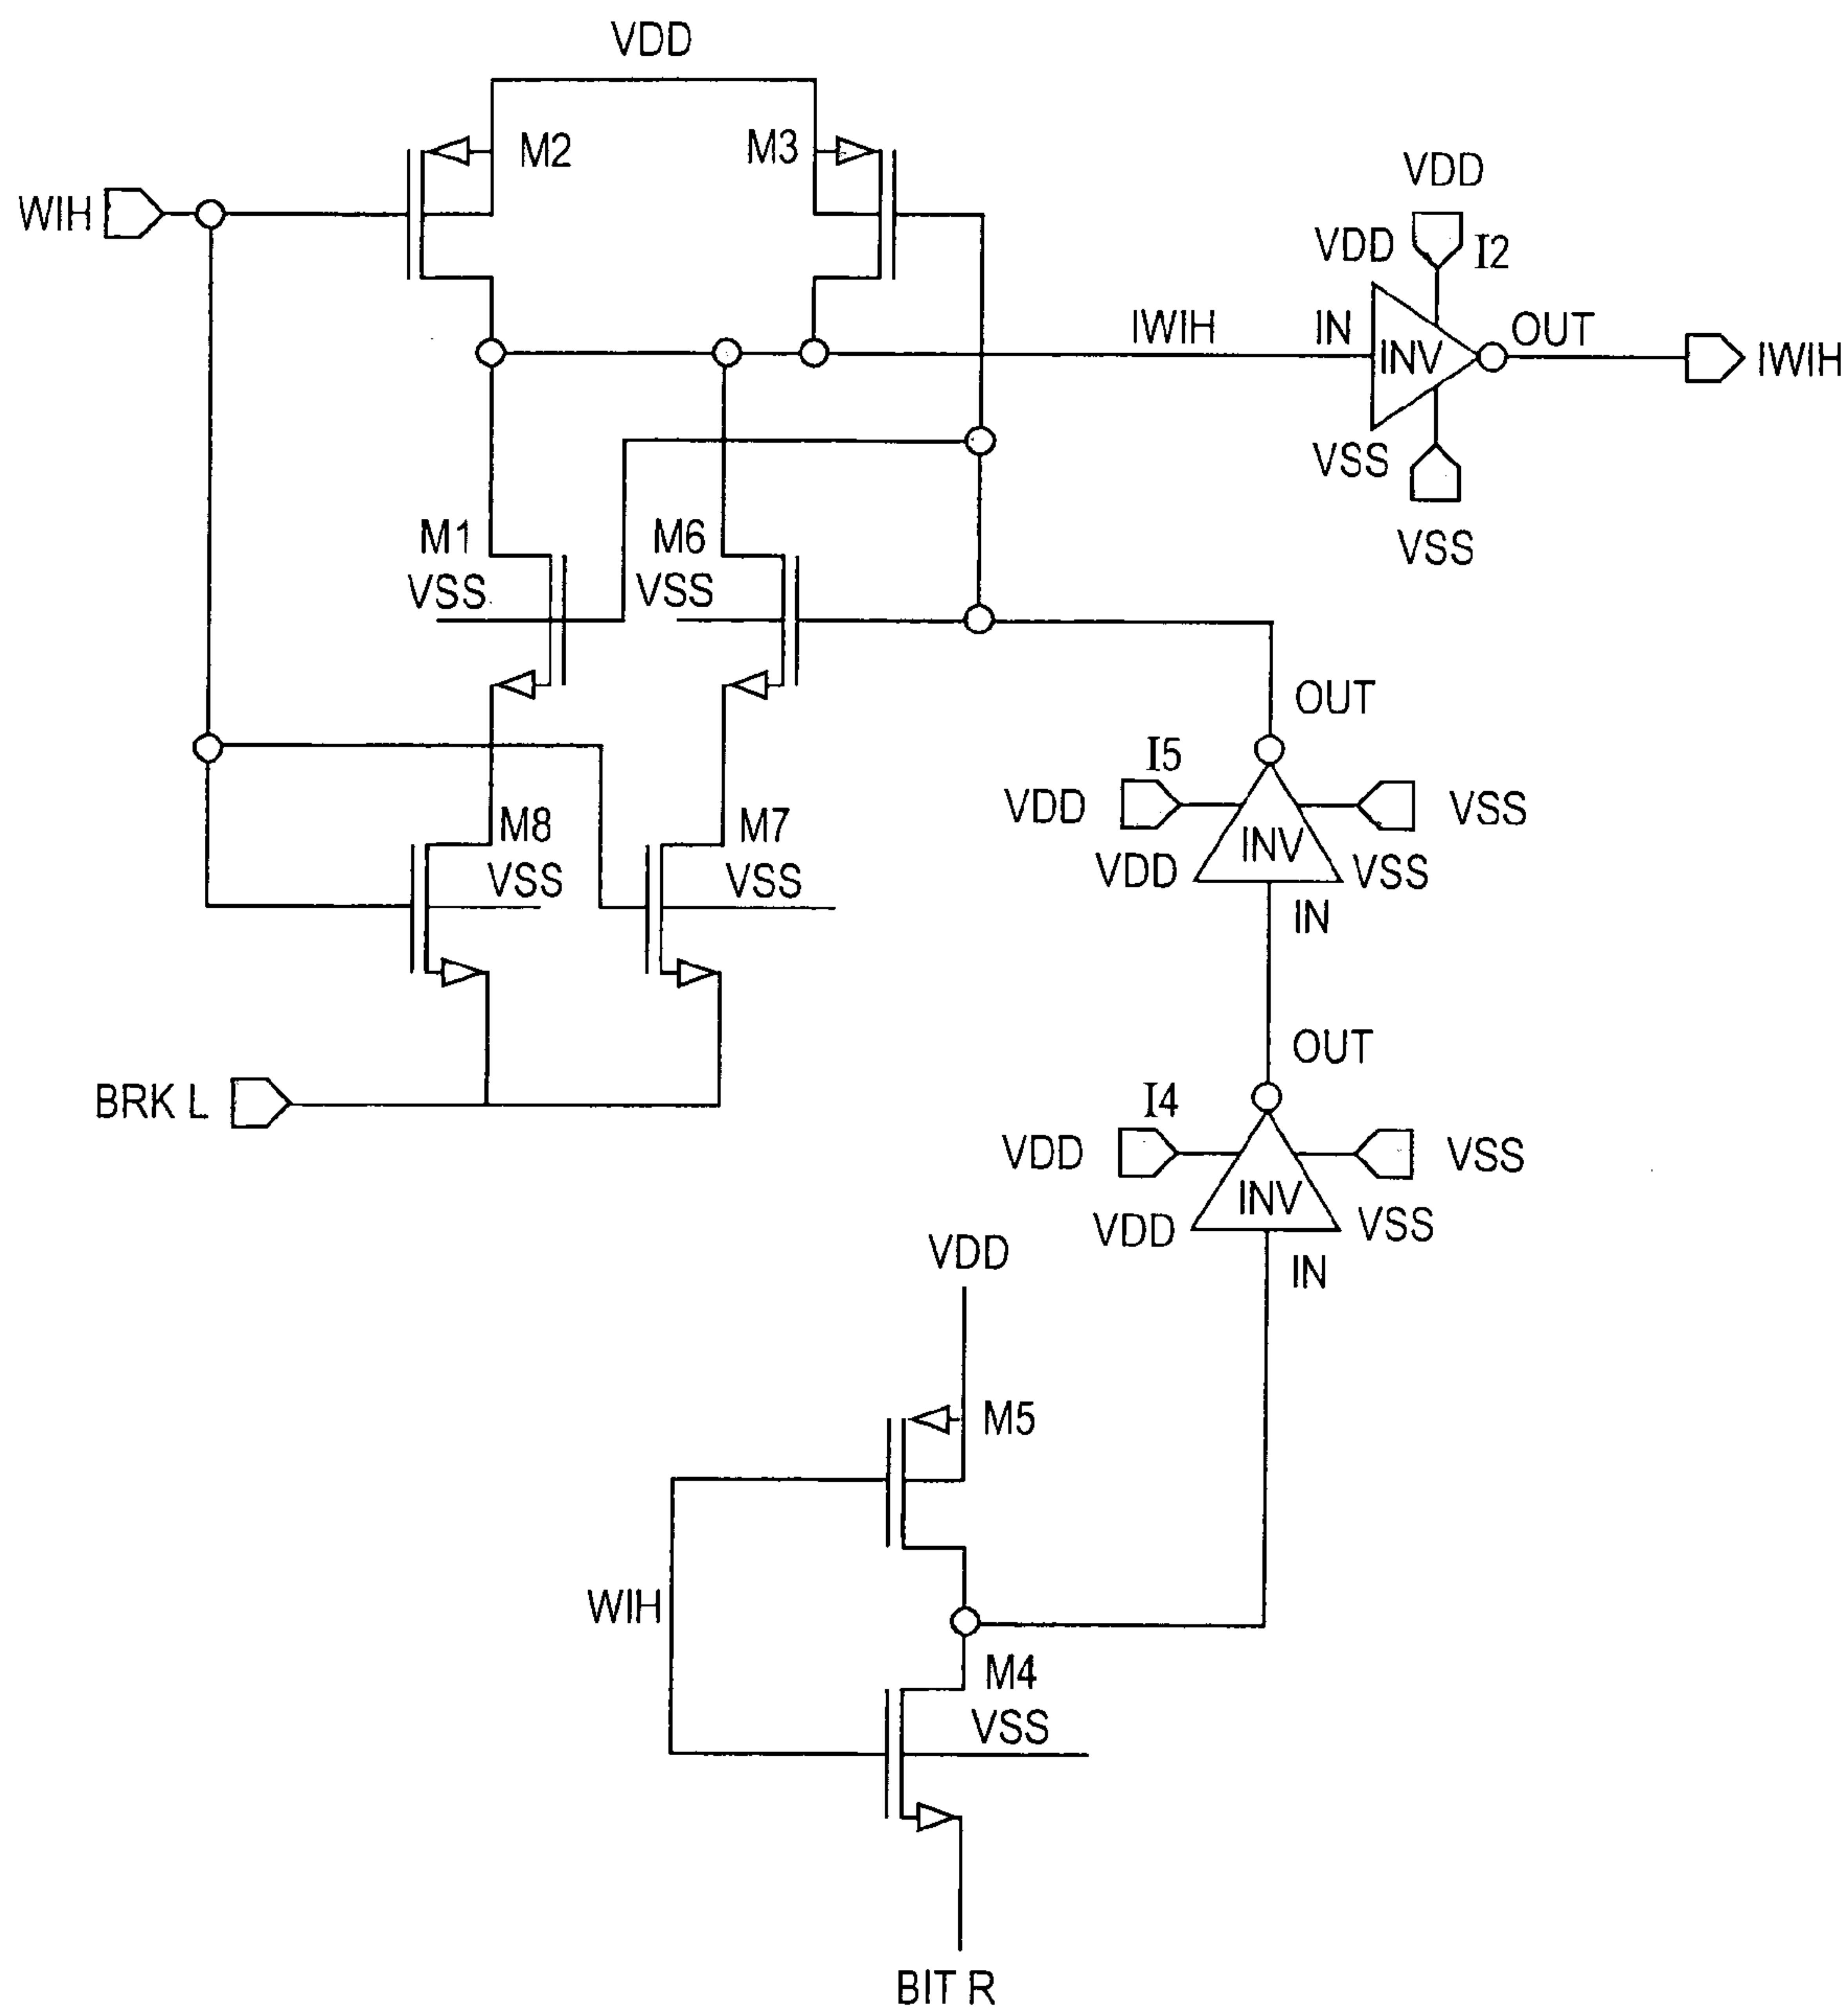 VDD
M2
M3
WIH
VDD
VDD
I2
IWIH
IN
INV
OUT
IWIH
VSS
VSS
M1
VSS
M6
VSS
OUT
I5
VDD
VSS
INV
VDD
VSS
IN
M8
VSS
M7
VSS
BRK L
OUT
I4
VDD
VSS
INV
VDD
VSS
IN
VDD
M5
WIH
M4
VSS
BIT R